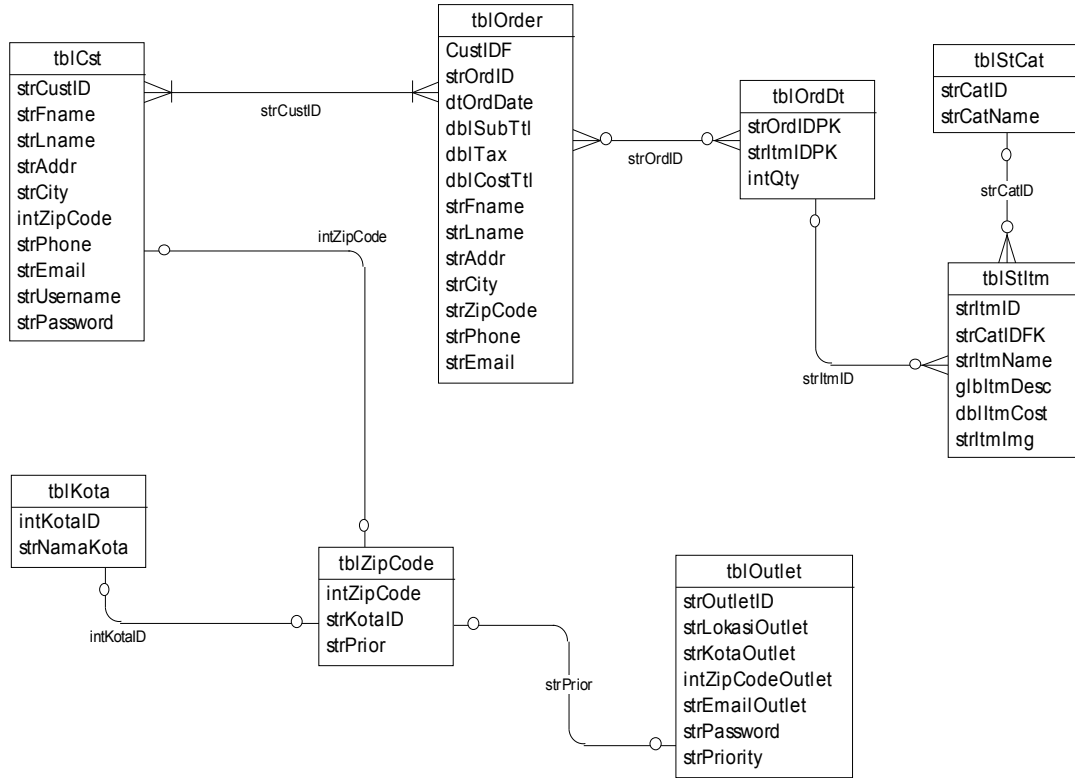 tblCst
strCustID
strFname
strLname
strAddr
strCity
intZipCode
strPhone
strEmail
strUsername
strPassword
strCustID
tblOrder
CustIDF
strOrdID
dtOrdDate
dblSubTtl
dblTax
dblCostTtl
strFname
strLname
strAddr
strCity
strZipCode
strPhone
strEmail
strOrdID
tblOrdDt
strOrdIDPK
strItmIDPK
intQty
tblStCat
strCatID
strCatName
strCatID
tblStItm
strItmID
strCatIDFK
strItmName
glbItmDesc
dblItmCost
strItmImg
strItmID
intZipCode
tblKota
intKotaID
strNamaKota
intKotaID
tblZipCode
intZipCode
strKotaID
strPrior
strPrior
tblOutlet
strOutletID
strLokasiOutlet
strKotaOutlet
intZipCodeOutlet
strEmailOutlet
strPassword
strPriority